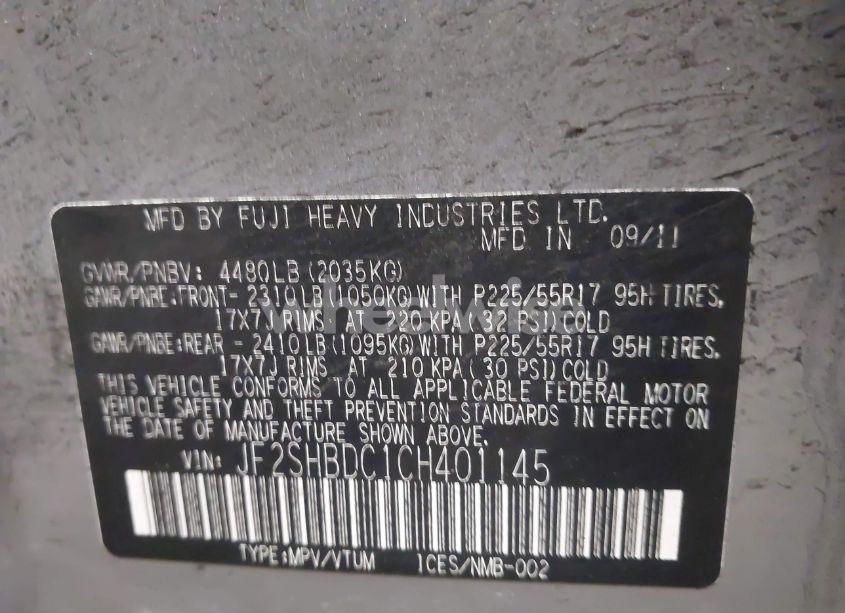 MFD BY FUJI HEAVY INDUSTRIES LTD.
MFD IN 09/11
GVWR/PNBV: 4480LB(2035KG)
GAWR/PNBE:FRONT- 2310LB(1050KG)WITH P225/55R17 95H TIRES,
17X7J RIMS AT 220 KPA(32 PSI)COLD
GAWR/PNBE:REAR - 2410LB(1095KG)WITH P225/55R17 95H TIRES,
17X7J RIMS AT 210 KPA(30 PSI)COLD
THIS VEHICLE CONFORMS TO ALL APPLICABLE FEDERAL MOTOR
VEHICLE SAFETY AND THEFT PREVENTION STANDARDS IN EFFECT ON
THE DATE OF MANUFACTURE SHOWN ABOVE.
VIN: JF2SHBDC1CH401145
TYPE:MPV/VTUM ICES/NMB-002